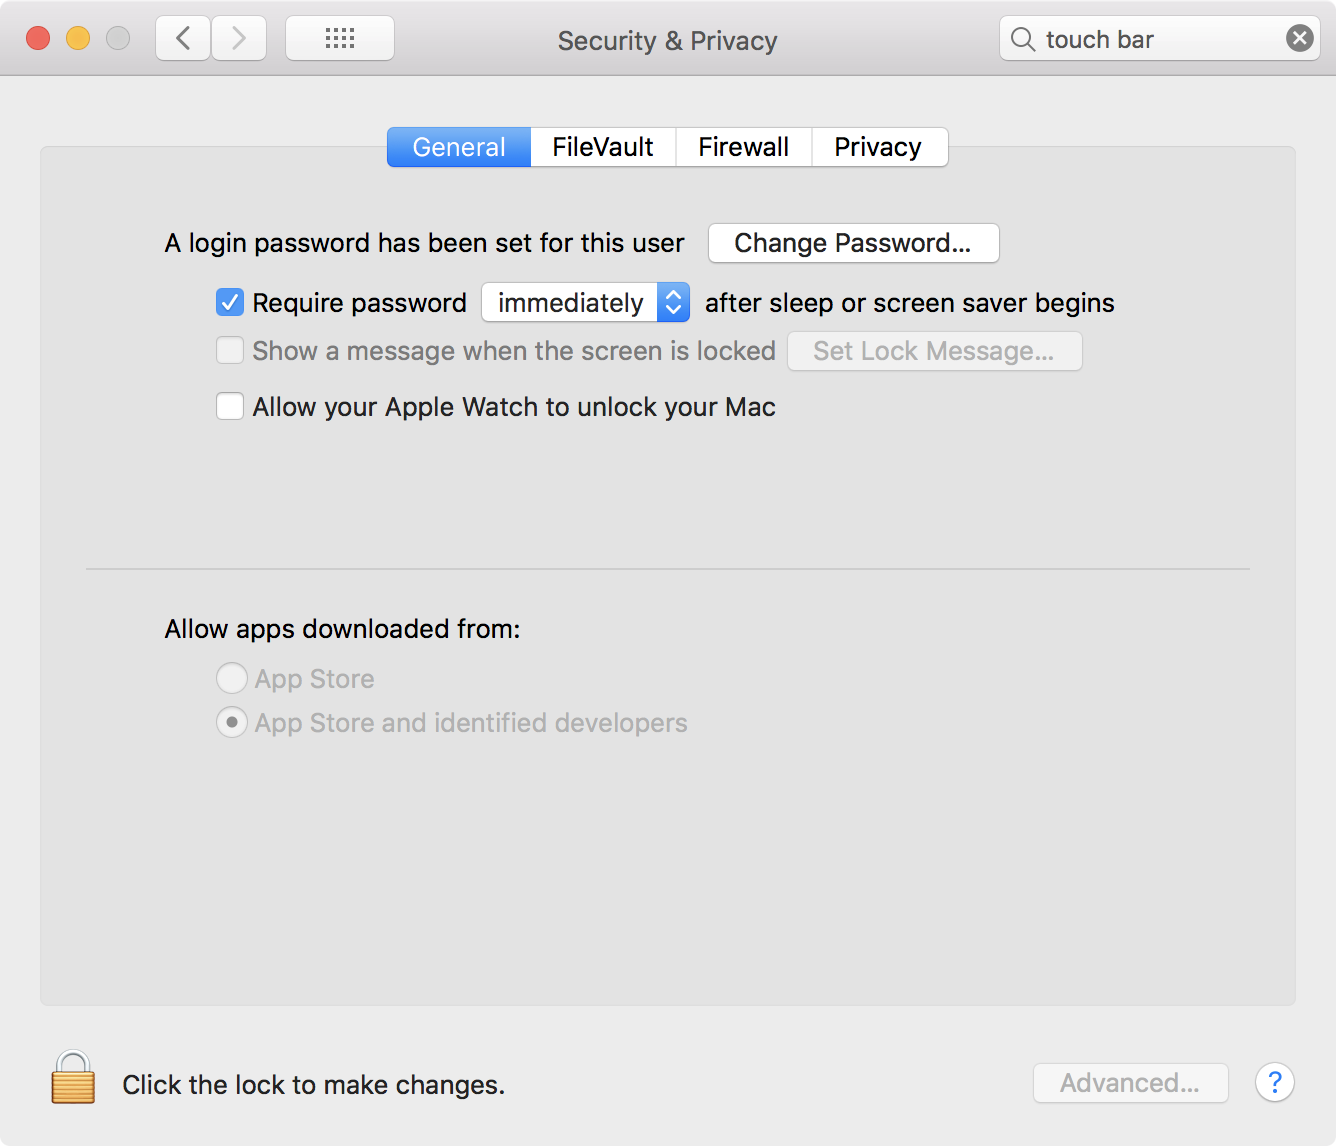 Security & Privacy
touch bar
General FileVault Firewall Privacy
A login password has been set for this user Change Password...
Require password immediately after sleep or screen saver begins
Show a message when the screen is locked Set Lock Message...
Allow your Apple Watch to unlock your Mac
Allow apps downloaded from:
App Store
App Store and identified developers
Click the lock to make changes.
Advanced... ?